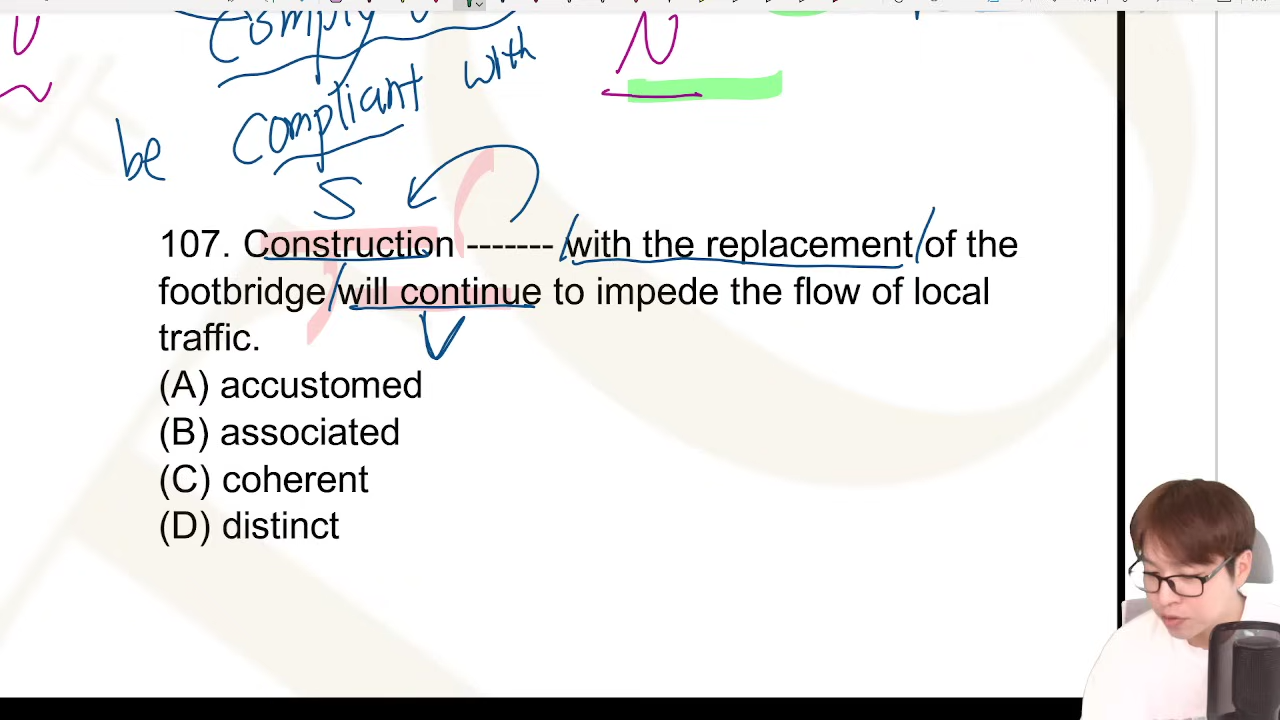 with
N
be compliant with
S
107. Construction ------- with the replacement of the
footbridge will continue to impede the flow of local
traffic.
V
(A) accustomed
(B) associated
(C) coherent
(D) distinct